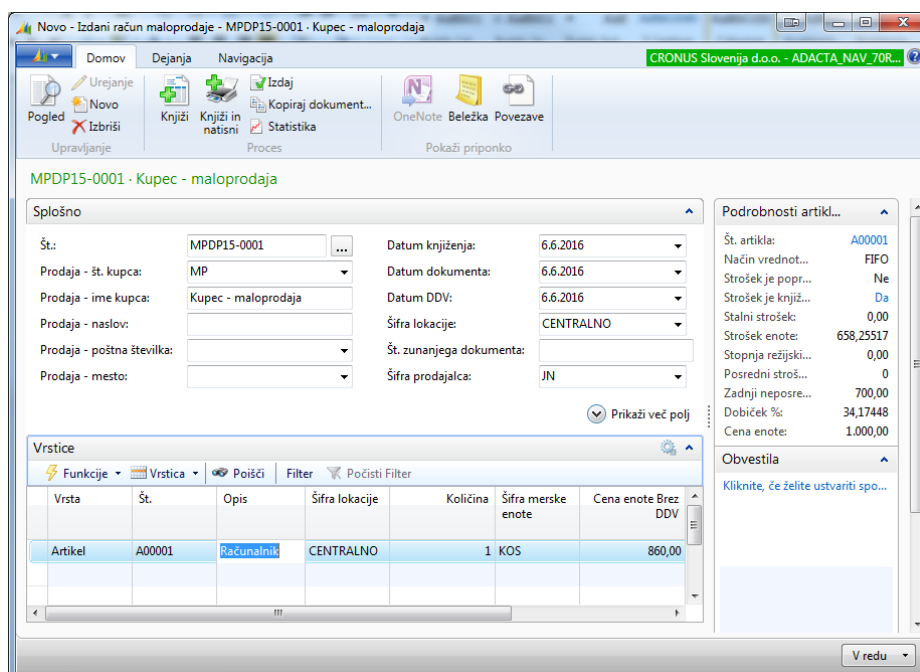 Novo - Izdani račun maloprodaje - MPDP15-0001 · Kupec - maloprodaja
Domov Dejanja Navigacija CRONUS Slovenija d.o.o. - ADACTA_NAV_70R...
Pogled
Urejanje
Novo
Izbriši
Upravljanje
Knjiži
Knjiži in
natisni
Izdaj
Kopiraj dokument...
Statistika
Proces
OneNote Beležka Povezave
Pokaži priponko
MPDP15-0001 · Kupec - maloprodaja
Splošno
Št.: MPDP15-0001 ...
Prodaja - št. kupca: MP
Prodaja - ime kupca: Kupec - maloprodaja
Prodaja - naslov:
Prodaja - poštna številka:
Prodaja - mesto:
Datum knjiženja: 6.6.2016
Datum dokumenta: 6.6.2016
Datum DDV: 6.6.2016
Šifra lokacije: CENTRALNO
Št. zunanjega dokumenta:
Šifra prodajalca: JN
Prikaži več polj
Vrstice
Funkcije Vrstica Poišči Filter Počisti Filter
Vrsta Št. Opis Šifra lokacije Količina Šifra merske Cena enote Brez
enote DDV
Artikel A00001 Računalnik CENTRALNO 1 KOS 860,00
Podrobnosti artikl...
Št. artikla: A00001
Način vrednot... FIFO
Strošek je popr... Ne
Strošek je knjiž... Da
Stalni strošek: 0,00
Strošek enote: 658,25517
Stopnja režijski... 0,00
Posredni stroš... 0
Zadnji neposre... 700,00
Dobiček %: 34,17448
Cena enote: 1.000,00
Obvestila
Kliknite, če želite ustvariti spo...
V redu